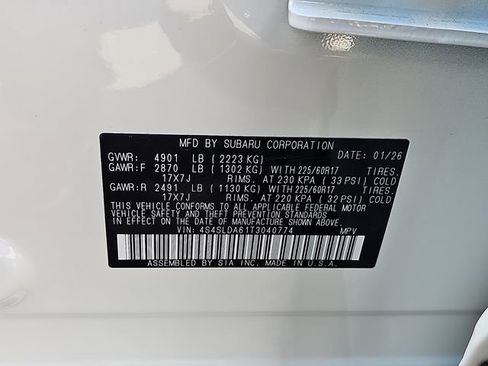 MFD BY SUBARU CORPORATION
GVWR: 4901 LB ( 2223 KG) DATE: 01/26
GAWR:F 2870 LB ( 1302 KG) WITH 225/60R17 TIRES.
17X7J RIMS, AT 230 KPA ( 33 PSI) COLD
GAWR:R 2491 LB ( 1130 KG) WITH 225/60R17 TIRES.
17X7J RIMS, AT 220 KPA ( 32 PSI) COLD
THIS VEHICLE CONFORMS TO ALL APPLICABLE FEDERAL MOTOR
VEHICLE SAFETY AND THEFT PREVENTION STANDARDS IN
EFFECT ON THE DATE OF MANUFACTURE SHOWN ABOVE.
VIN: 4S4SLDA61T3040774 MPV
ASSEMBLED BY SIA INC. MADE IN U.S.A.